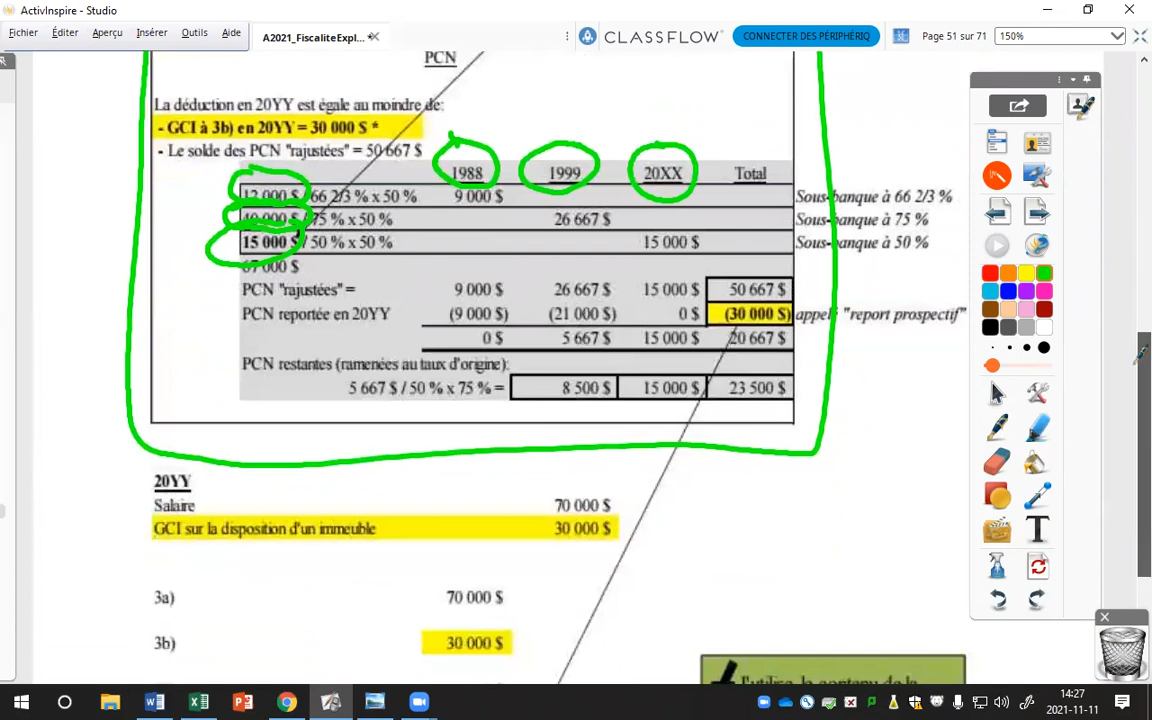 ActivInspire - Studio
Fichier Éditer Aperçu Insérer Outils Aide A2021_FiscaliteExpl... CLASSFLOW CONNECTER DES PÉRIPHÉRIQ Page 51 sur 71 150%
PCN
La déduction en 20YY est égale au moindre de:
- GCI à 3b) en 20YY = 30 000 $ *
- Le solde des PCN "rajustées" = 50 667 $
1988 1999 20XX Total
12 000 $ / 66 2/3 % x 50 % 9 000 $ Sous-banque à 66 2/3 %
40 000 $ / 75 % x 50 % 26 667 $ Sous-banque à 75 %
15 000 $ / 50 % x 50 % 15 000 $ Sous-banque à 50 %
67 000 $
PCN "rajustées" = 9 000 $ 26 667 $ 15 000 $ 50 667 $
PCN reportée en 20YY (9 000 $) (21 000 $) 0 $ (30 000 $) appelé "report prospectif"
0 $ 5 667 $ 15 000 $ 20 667 $
PCN restantes (ramenées au taux d'origine):
5 667 $ / 50 % x 75 % = 8 500 $ 15 000 $ 23 500 $
20YY
Salaire 70 000 $
GCI sur la disposition d'un immeuble 30 000 $
3a) 70 000 $
3b) 30 000 $
J'utilise le contenu de la
14:27
2021-11-11